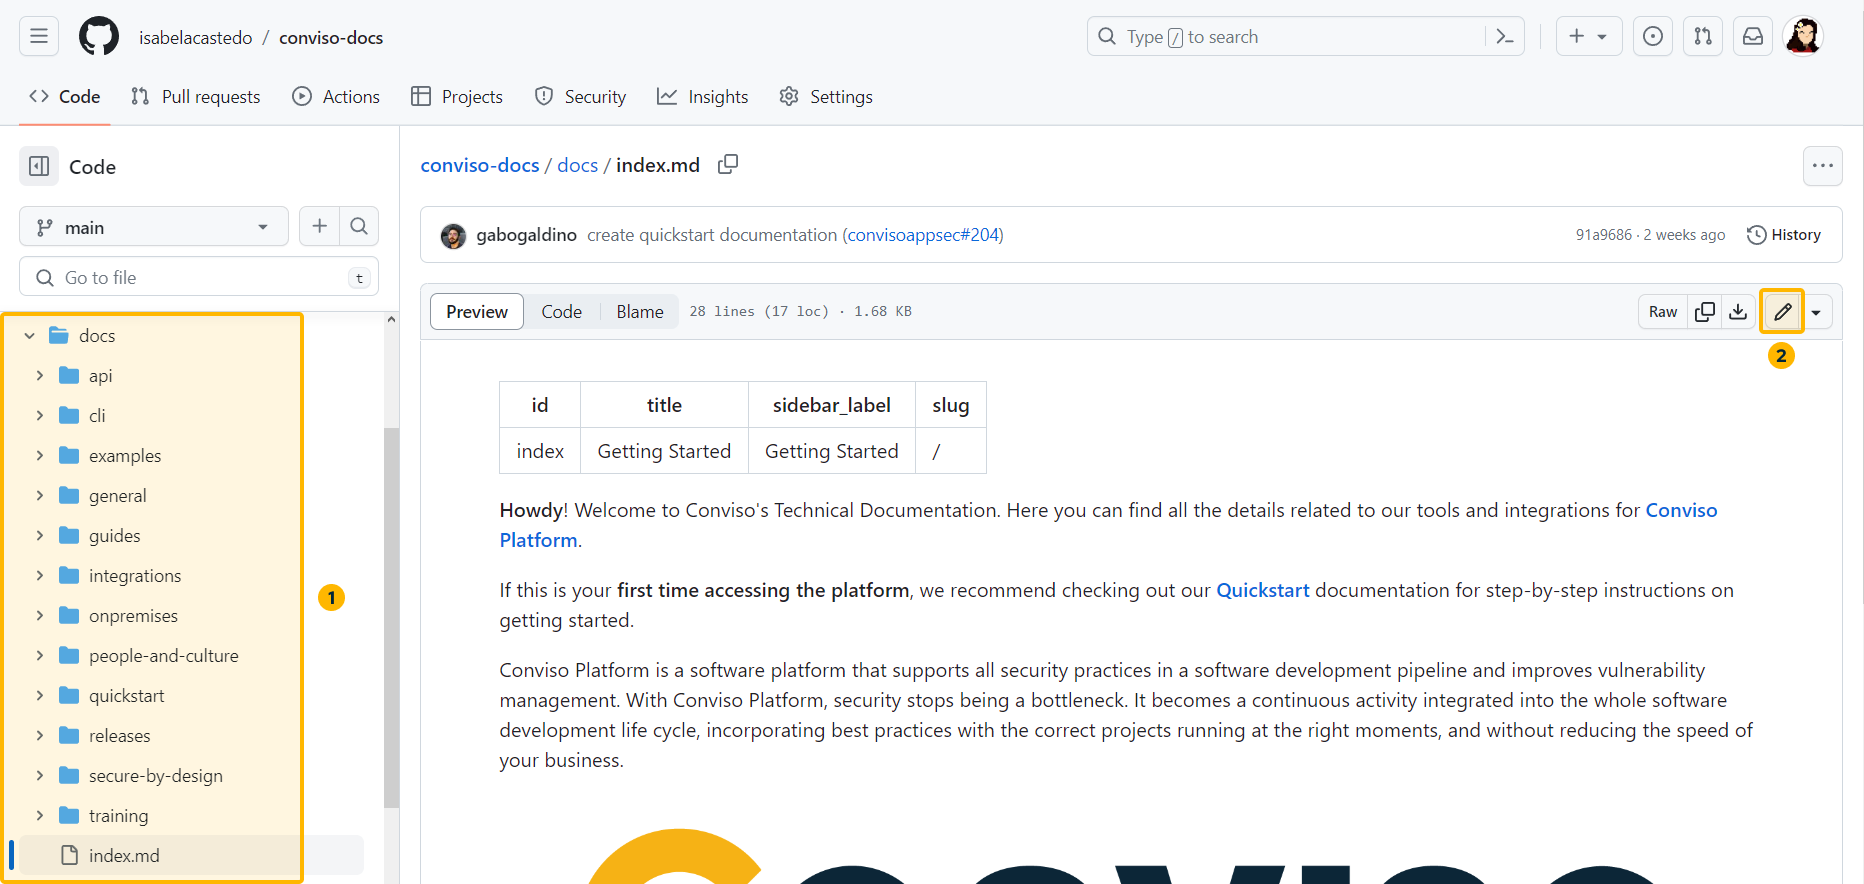 isabelacastedo / conviso-docs
Type / to search
Code Pull requests Actions Projects Security Insights Settings
Code
main
Go to file t
docs
api
cli
examples
general
guides
integrations
onpremises
people-and-culture
quickstart
releases
secure-by-design
training
index.md
1
conviso-docs / docs / index.md
gabogaldino create quickstart documentation (convisoappsec#204)
91a9686 · 2 weeks ago History
Preview Code Blame 28 lines (17 loc) · 1.68 KB
Raw
2
id title sidebar_label slug
index Getting Started Getting Started /
Howdy! Welcome to Conviso's Technical Documentation. Here you can find all the details related to our tools and integrations for Conviso
Platform.
If this is your first time accessing the platform, we recommend checking out our Quickstart documentation for step-by-step instructions on
getting started.
Conviso Platform is a software platform that supports all security practices in a software development pipeline and improves vulnerability
management. With Conviso Platform, security stops being a bottleneck. It becomes a continuous activity integrated into the whole software
development life cycle, incorporating best practices with the correct projects running at the right moments, and without reducing the speed of
your business.
Conviso